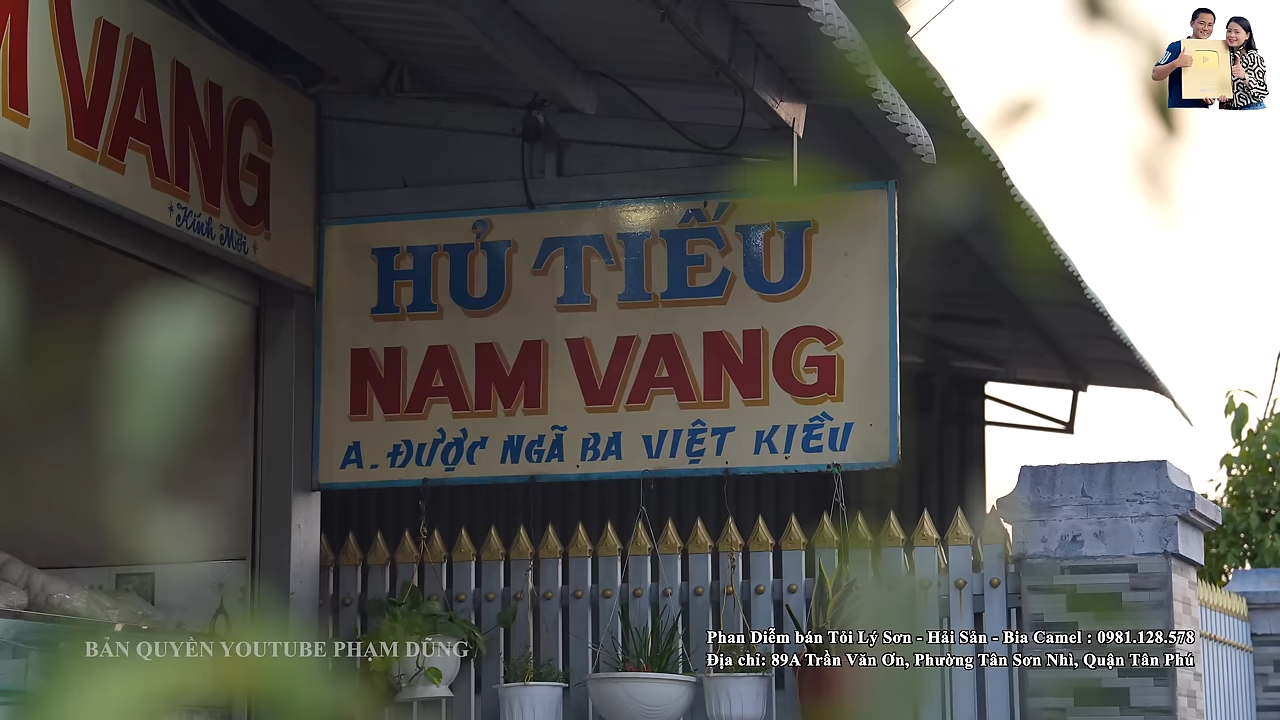 M VANG
Kính Mời
HỦ TIẾU
NAM VANG
A. ĐƯỢC NGÃ BA VIỆT KIỀU
BẢN QUYỀN YOUTUBE PHẠM DŨNG
Phan Diễm bán Tỏi Lý Sơn - Hải Sản - Bia Camel : 0981.128.578
Địa chỉ: 89A Trần Văn Ơn, Phường Tân Sơn Nhì, Quận Tân Phú